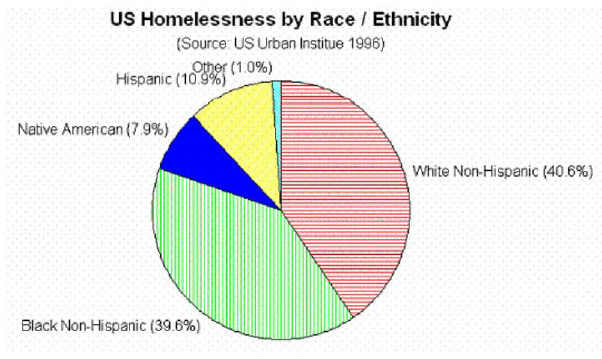 US Homelessness by Race / Ethnicity
(Source: US Urban Institue 1996)
Other (1.0%)
Hispanic (10.9%)
Native American (7.9%)
White Non-Hispanic (40.6%)
Black Non-Hispanic (39.6%)